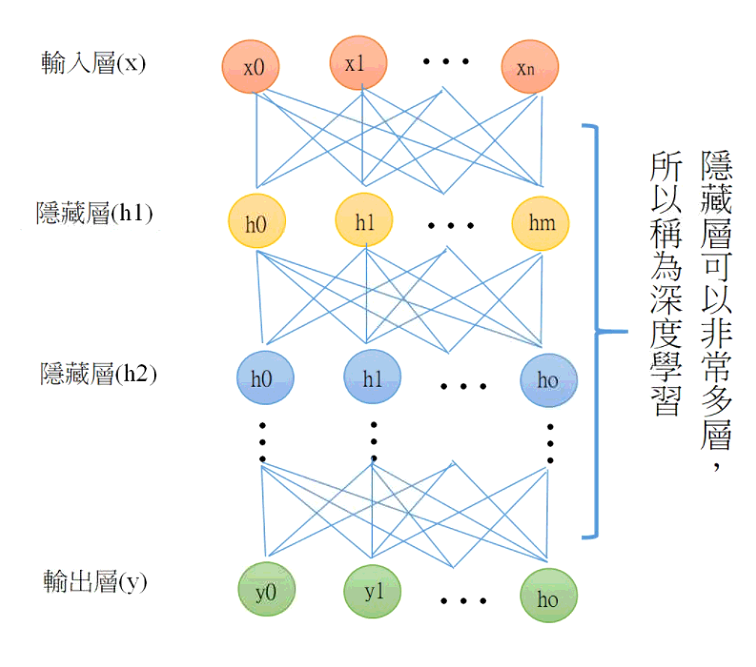 輸入層(x)
x0 x1 xn
隱藏層(h1)
h0 h1 hm
隱藏層(h2)
h0 h1 ho
輸出層(y)
y0 y1 ho
隱藏層可以非常多層，
所以稱為深度學習